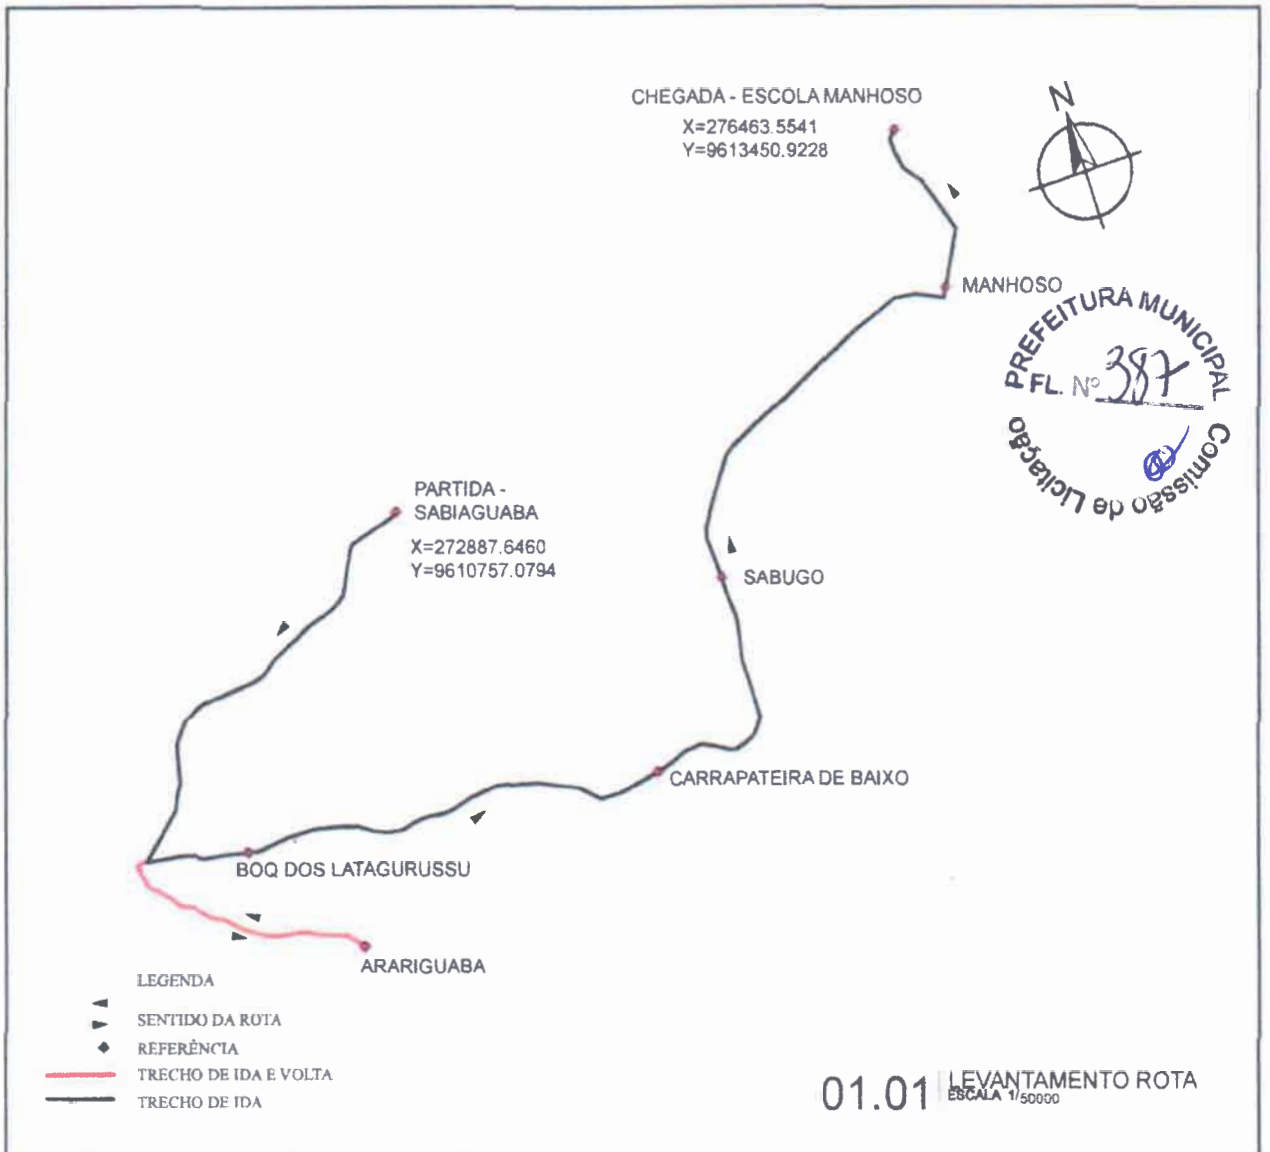 CHEGADA - ESCOLA MANHOSO
X=276463.5541
Y=9613450.9228
N
MANHOSO
PREFEITURA MUNICIPAL
FL. Nº 387
Comissão de Licitação
PARTIDA -
SABIAGUABA
X=272887.6460
Y=9610757.0794
SABUGO
CARRAPATEIRA DE BAIXO
BOQ DOS LATAGURUSSU
ARARIGUABA
LEGENDA
SENTIDO DA ROTA
REFERÊNCIA
TRECHO DE IDA E VOLTA
TRECHO DE IDA
01.01 LEVANTAMENTO ROTA
ESCALA 1/50000